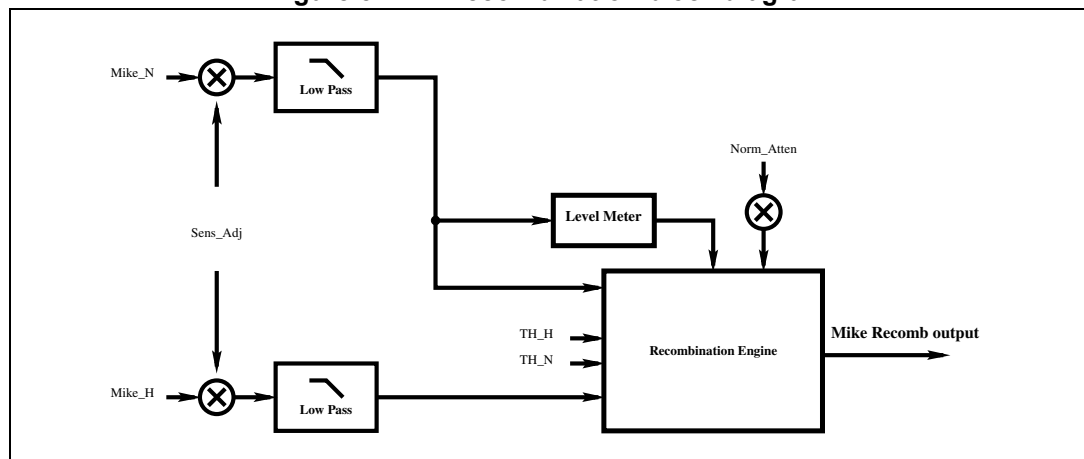 Mike_N
Low Pass
Norm_Atten
Level Meter
Sens_Adj
TH_H
TH_N
Recombination Engine
Mike Recomb output
Mike_H
Low Pass